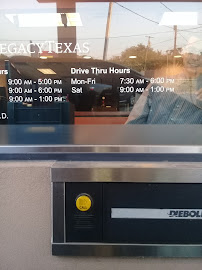 LEGACYTEXAS
Drive Thru Hours
9:00 AM - 5:00 PM Mon-Fri 7:30 AM - 6:00 PM
9:00 AM - 6:00 PM Sat 9:00 AM - 1:00 PM
9:00 AM - 1:00 PM
DIEBOL